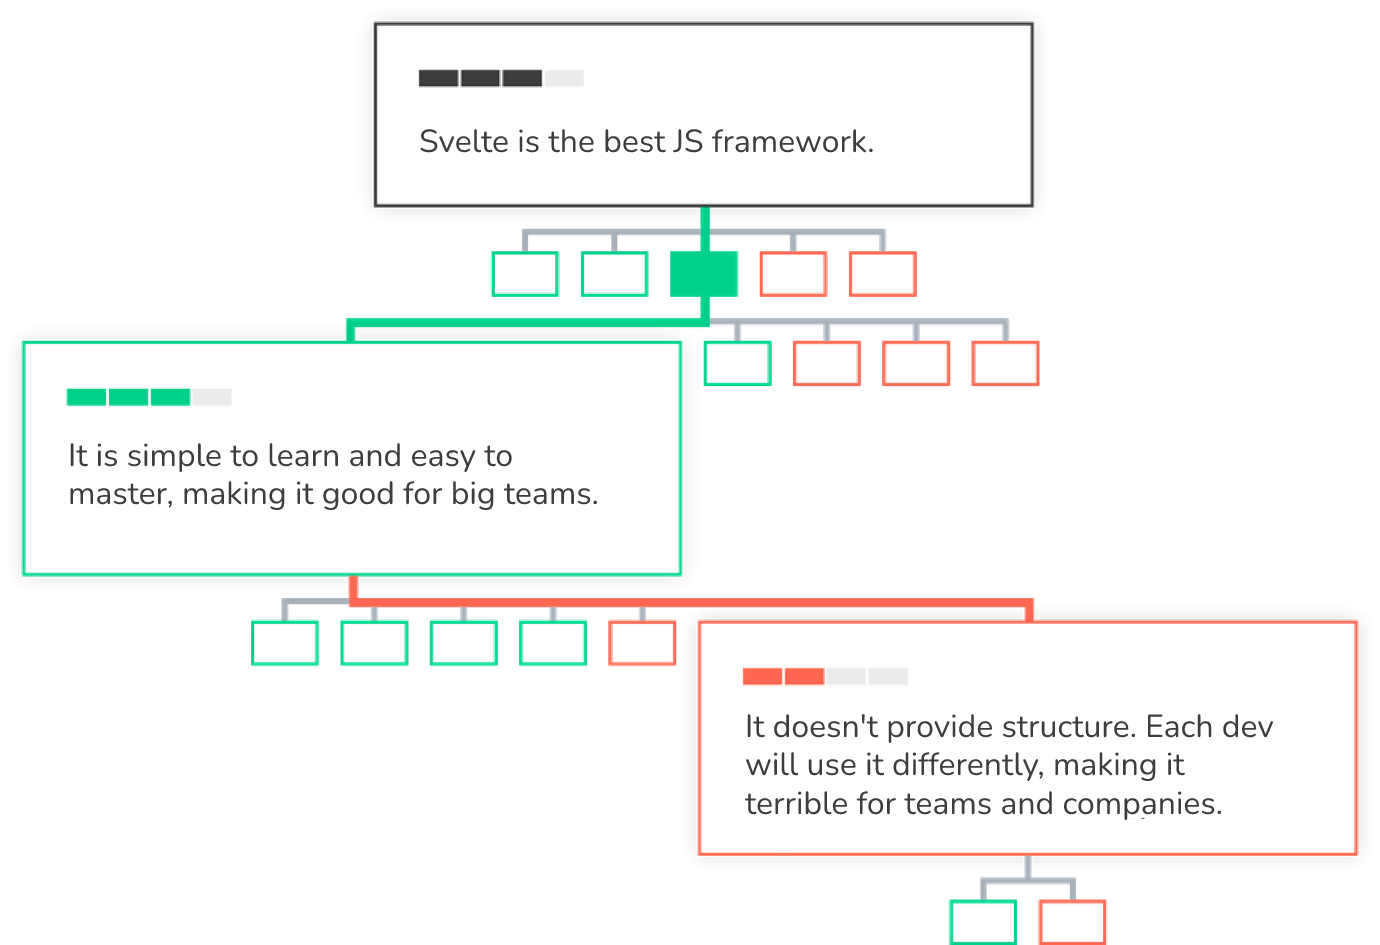 Svelte is the best JS framework.
It is simple to learn and easy to
master, making it good for big teams.
It doesn't provide structure. Each dev
will use it differently, making it
terrible for teams and companies.